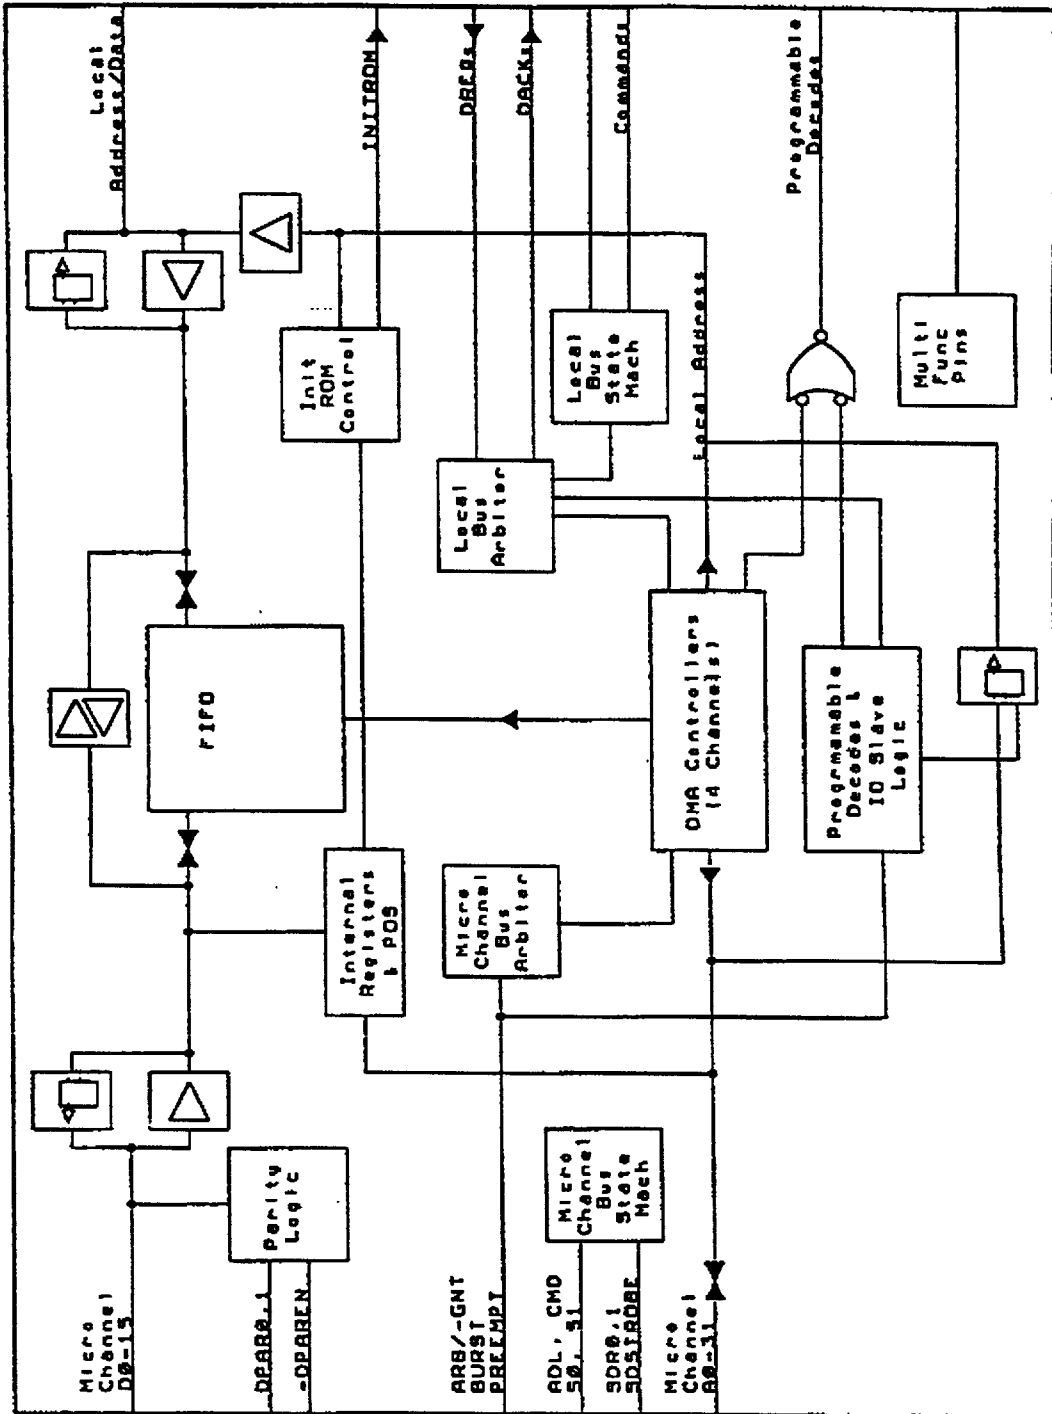 Micro
Channel
D0-15
DPAR0,1
-DPAREN
ARB/-GNT
BURST
PREEMPT
ADL, CMD
S0, S1
SDR0,1
SDSTROBE
Micro
Channel
A0-31
Parity
Logic
Micro
Channel
Bus
State
Mach
Internal
Registers
& POS
Micro
Channel
Bus
Arbiter
FIFO
DMA Controllers
(4 Channels)
Progrmamable
Decodes &
IO Slave
Logic
Init
ROM
Control
Local
Bus
Arbiter
Local
Bus
State
Mach
Local Address
Multi
Func
Pins
Local
Address/Data
INITROM
DREQs
DACKs
Commands
Programmable
Decodes